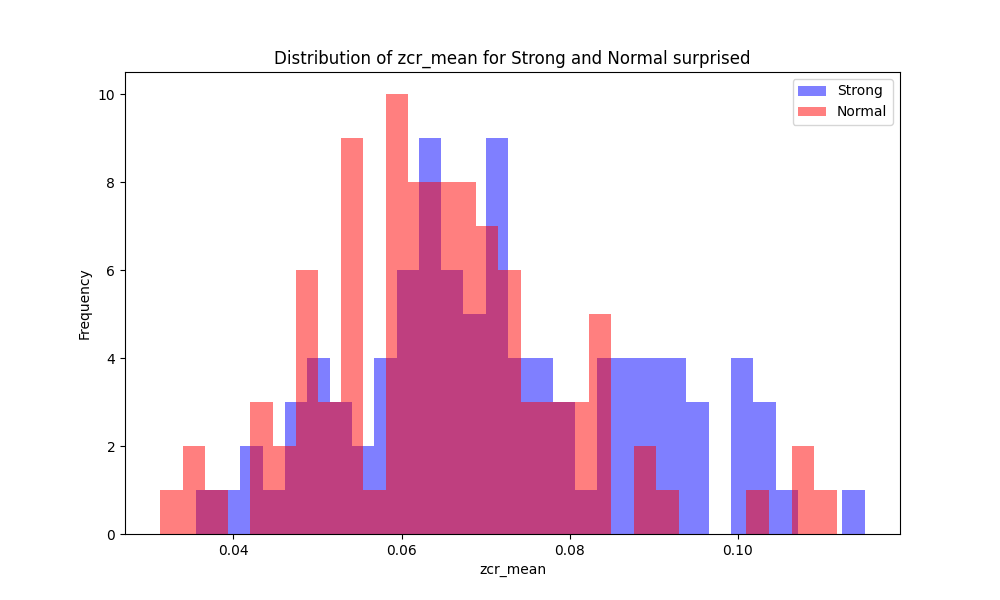 Distribution of zcr_mean for Strong and Normal surprised
Strong
Normal
Frequency
10
8
6
4
2
0
0.04 0.06 0.08 0.10
zcr_mean